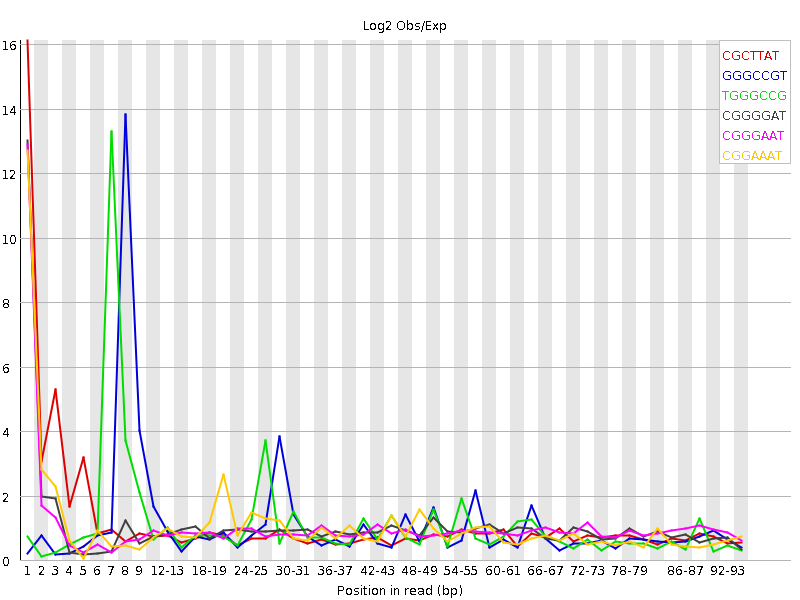 Log2 Obs/Exp
16
14
12
10
8
6
4
2
0
CGCTTAT
GGGCCGT
TGGGCCG
CGGGGAT
CGGGAAT
CGGAAAT
1 2 3 4 5 6 7 8 9 12-13 18-19 24-25 30-31 36-37 42-43 48-49 54-55 60-61 66-67 72-73 78-79 86-87 92-93
Position in read (bp)